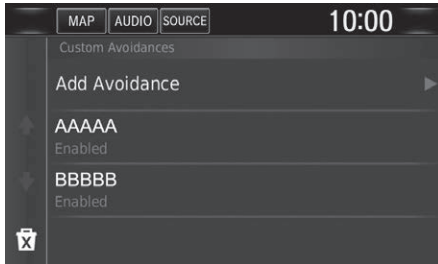 MAP AUDIO SOURCE 10:00
Custom Avoidances
Add Avoidance
AAAAA
Enabled
BBBBB
Enabled